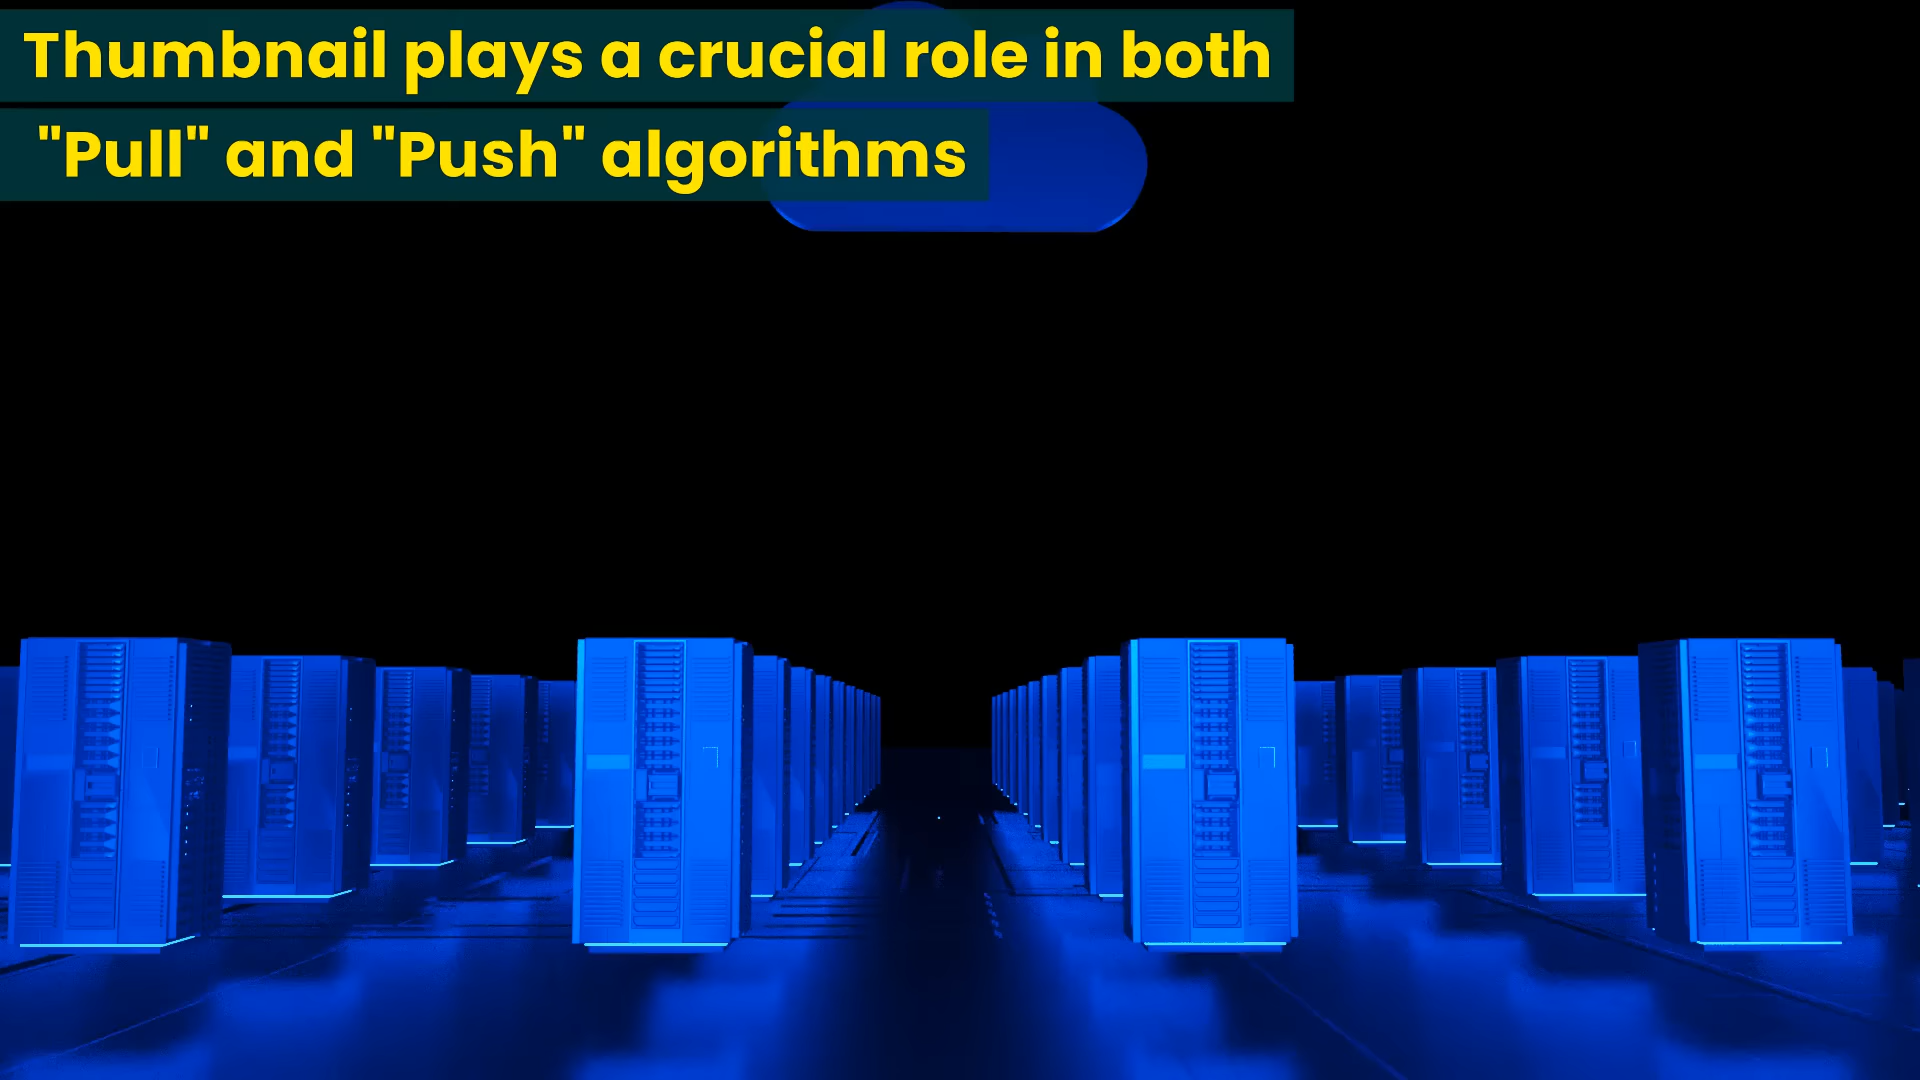 Thumbnail plays a crucial role in both
"Pull" and "Push" algorithms